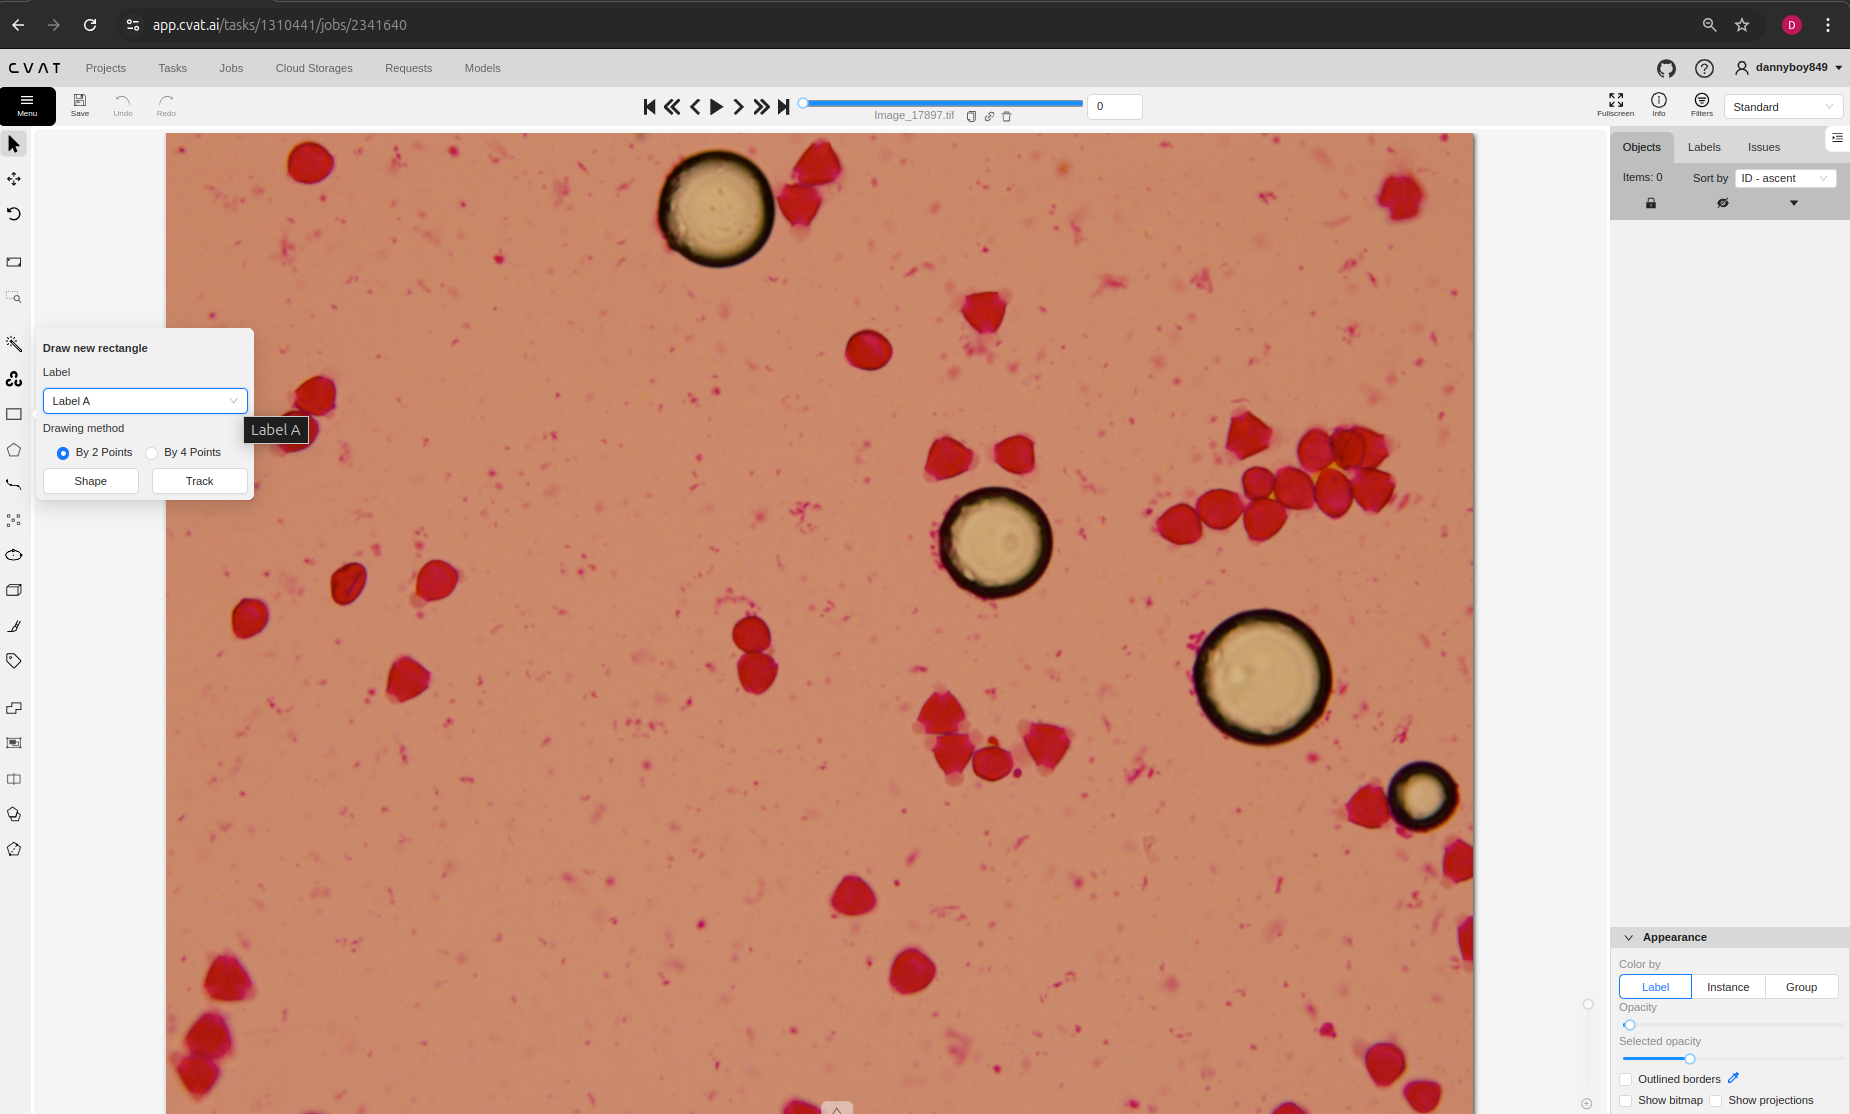 app.cvat.ai/tasks/1310441/jobs/2341640
D
CVAT Projects Tasks Jobs Cloud Storages Requests Models dannyboy849
Menu Save Undo Redo Image_17897.tif 0 Fullscreen Info Filters Standard
Objects Labels Issues
Items: 0 Sort by ID - ascent
Draw new rectangle
Label
Label A
Label A
Drawing method
By 2 Points By 4 Points
Shape Track
Appearance
Color by
Label Instance Group
Opacity
Selected opacity
Outlined borders
Show bitmap Show projections